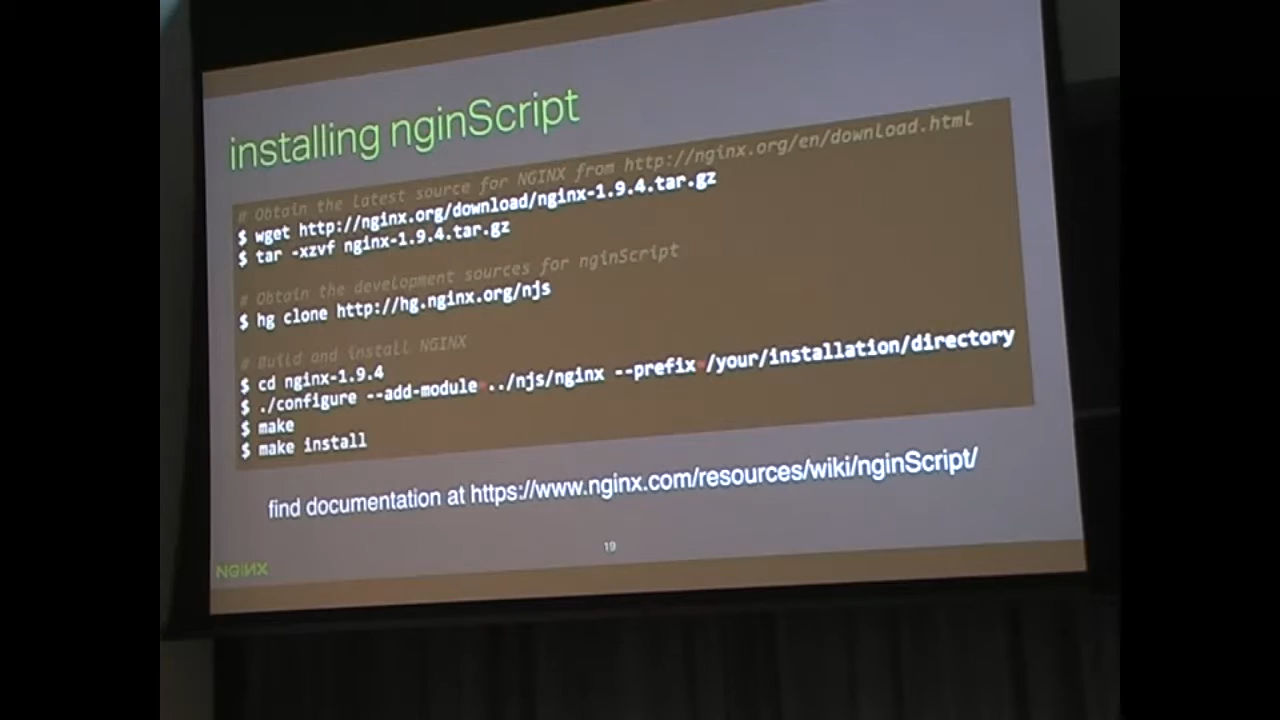 installing nginScript
# Obtain the latest source for NGINX from http://nginx.org/en/download.html
$ wget http://nginx.org/download/nginx-1.9.4.tar.gz
$ tar -xzvf nginx-1.9.4.tar.gz
# Obtain the development sources for nginScript
$ hg clone http://hg.nginx.org/njs
# Build and install NGINX
$ cd nginx-1.9.4
$ ./configure --add-module=../njs/nginx --prefix=/your/installation/directory
$ make
$ make install
find documentation at https://www.nginx.com/resources/wiki/nginScript/
19
NGINX